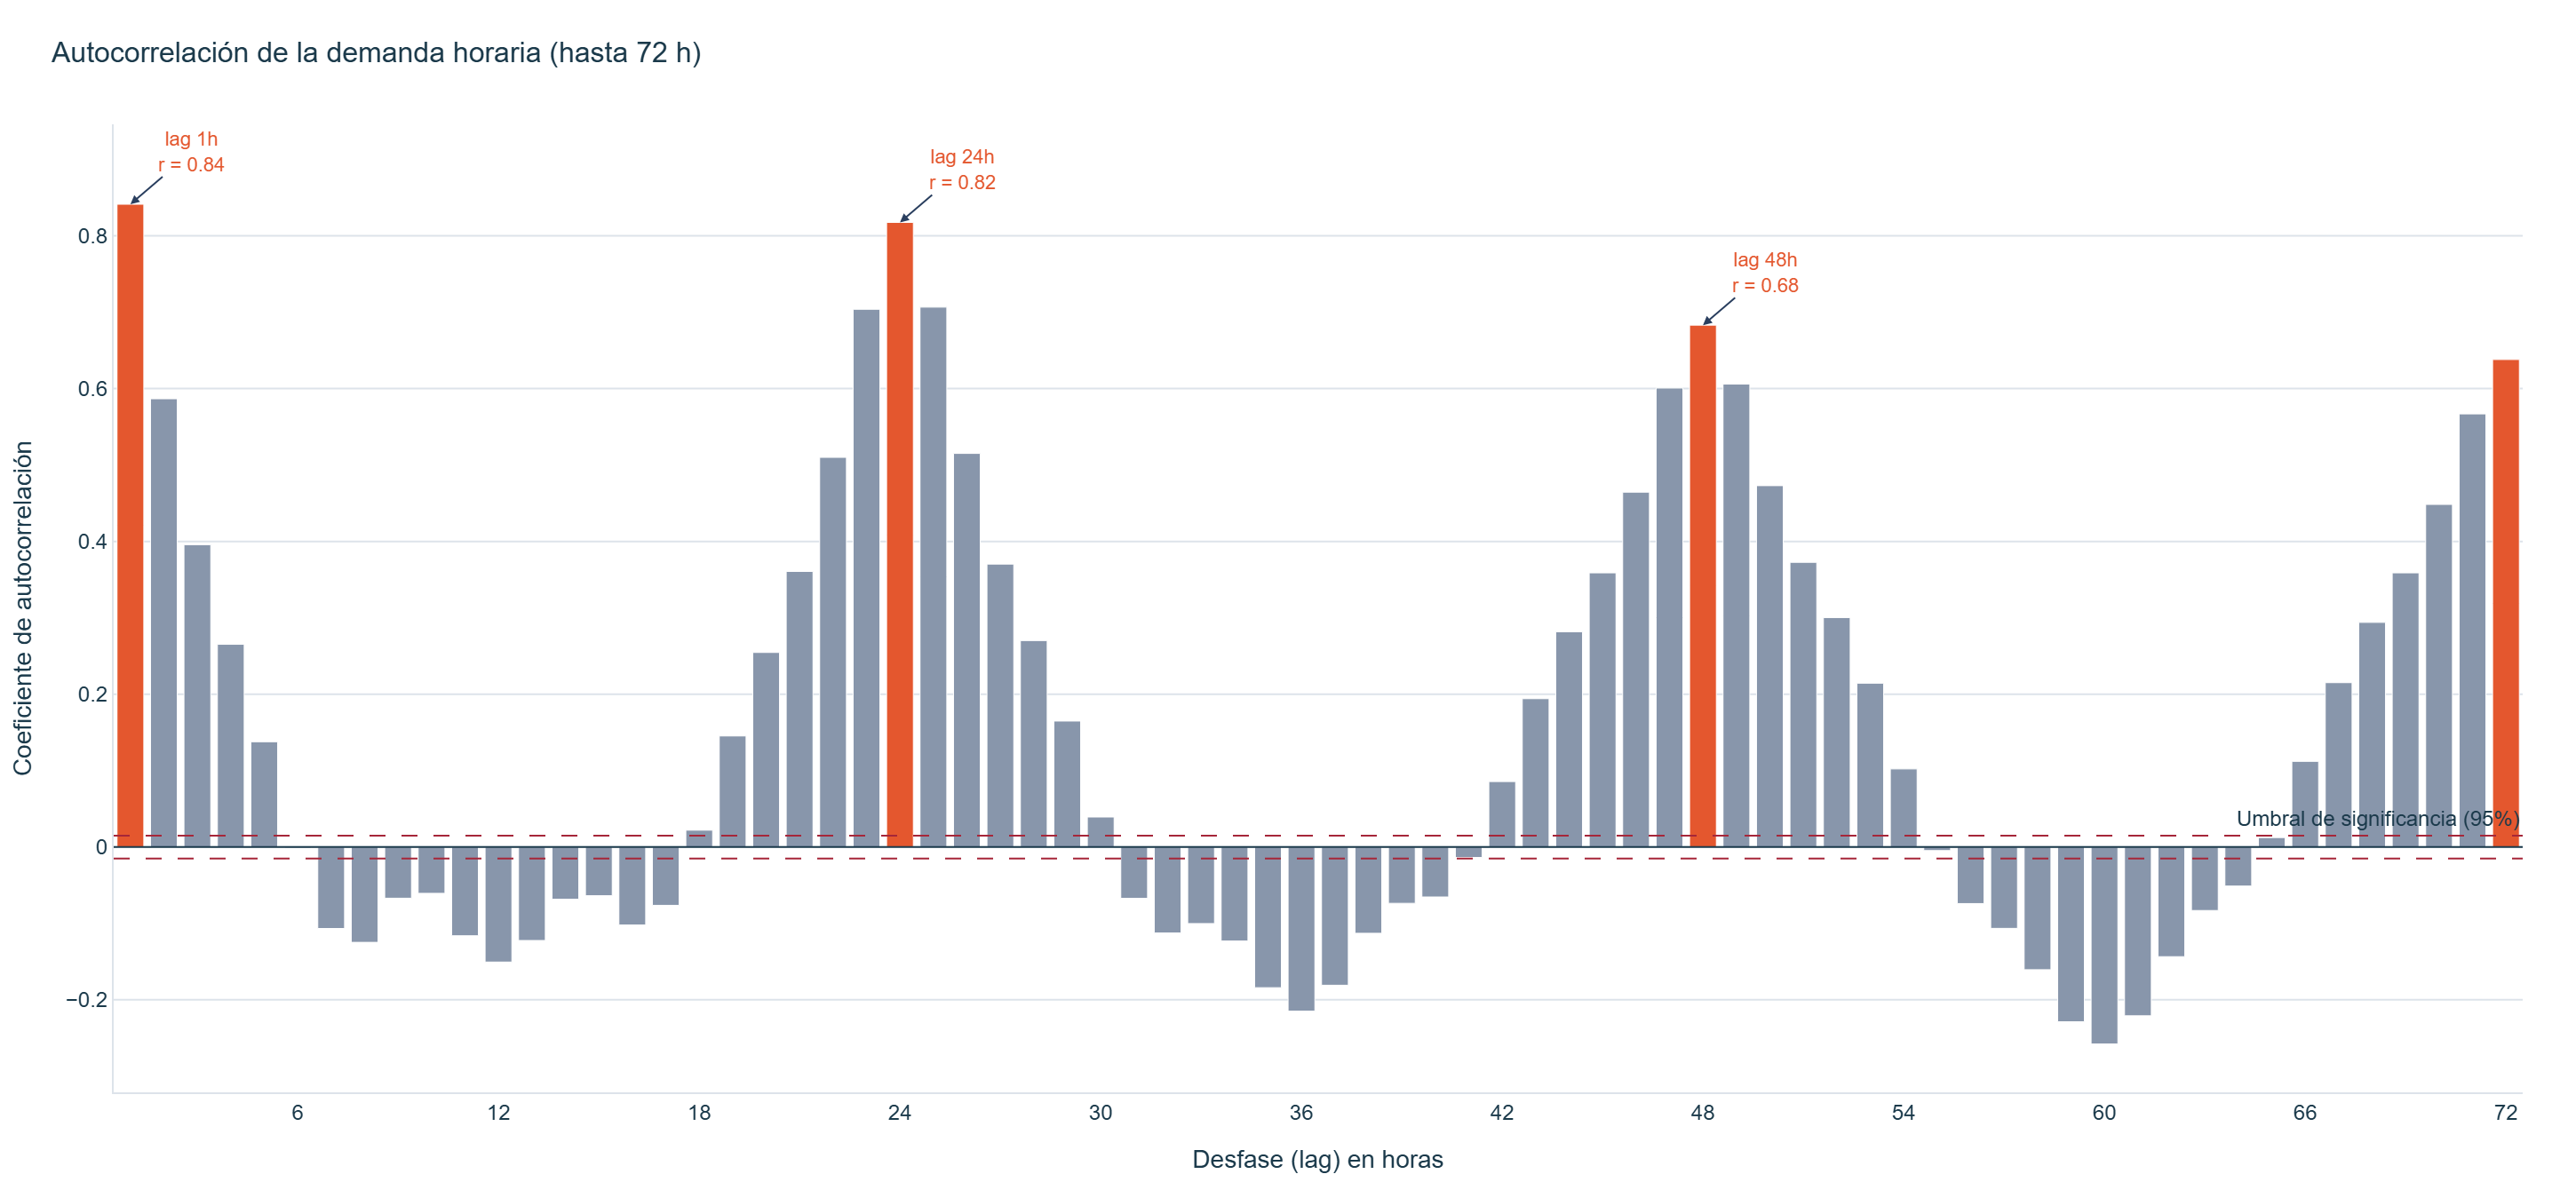 Autocorrelación de la demanda horaria (hasta 72 h)
lag 1h
r = 0.84
lag 24h
r = 0.82
lag 48h
r = 0.68
Coeficiente de autocorrelación
0.8
0.6
0.4
0.2
0
−0.2
Umbral de significancia (95%)
6 12 18 24 30 36 42 48 54 60 66 72
Desfase (lag) en horas